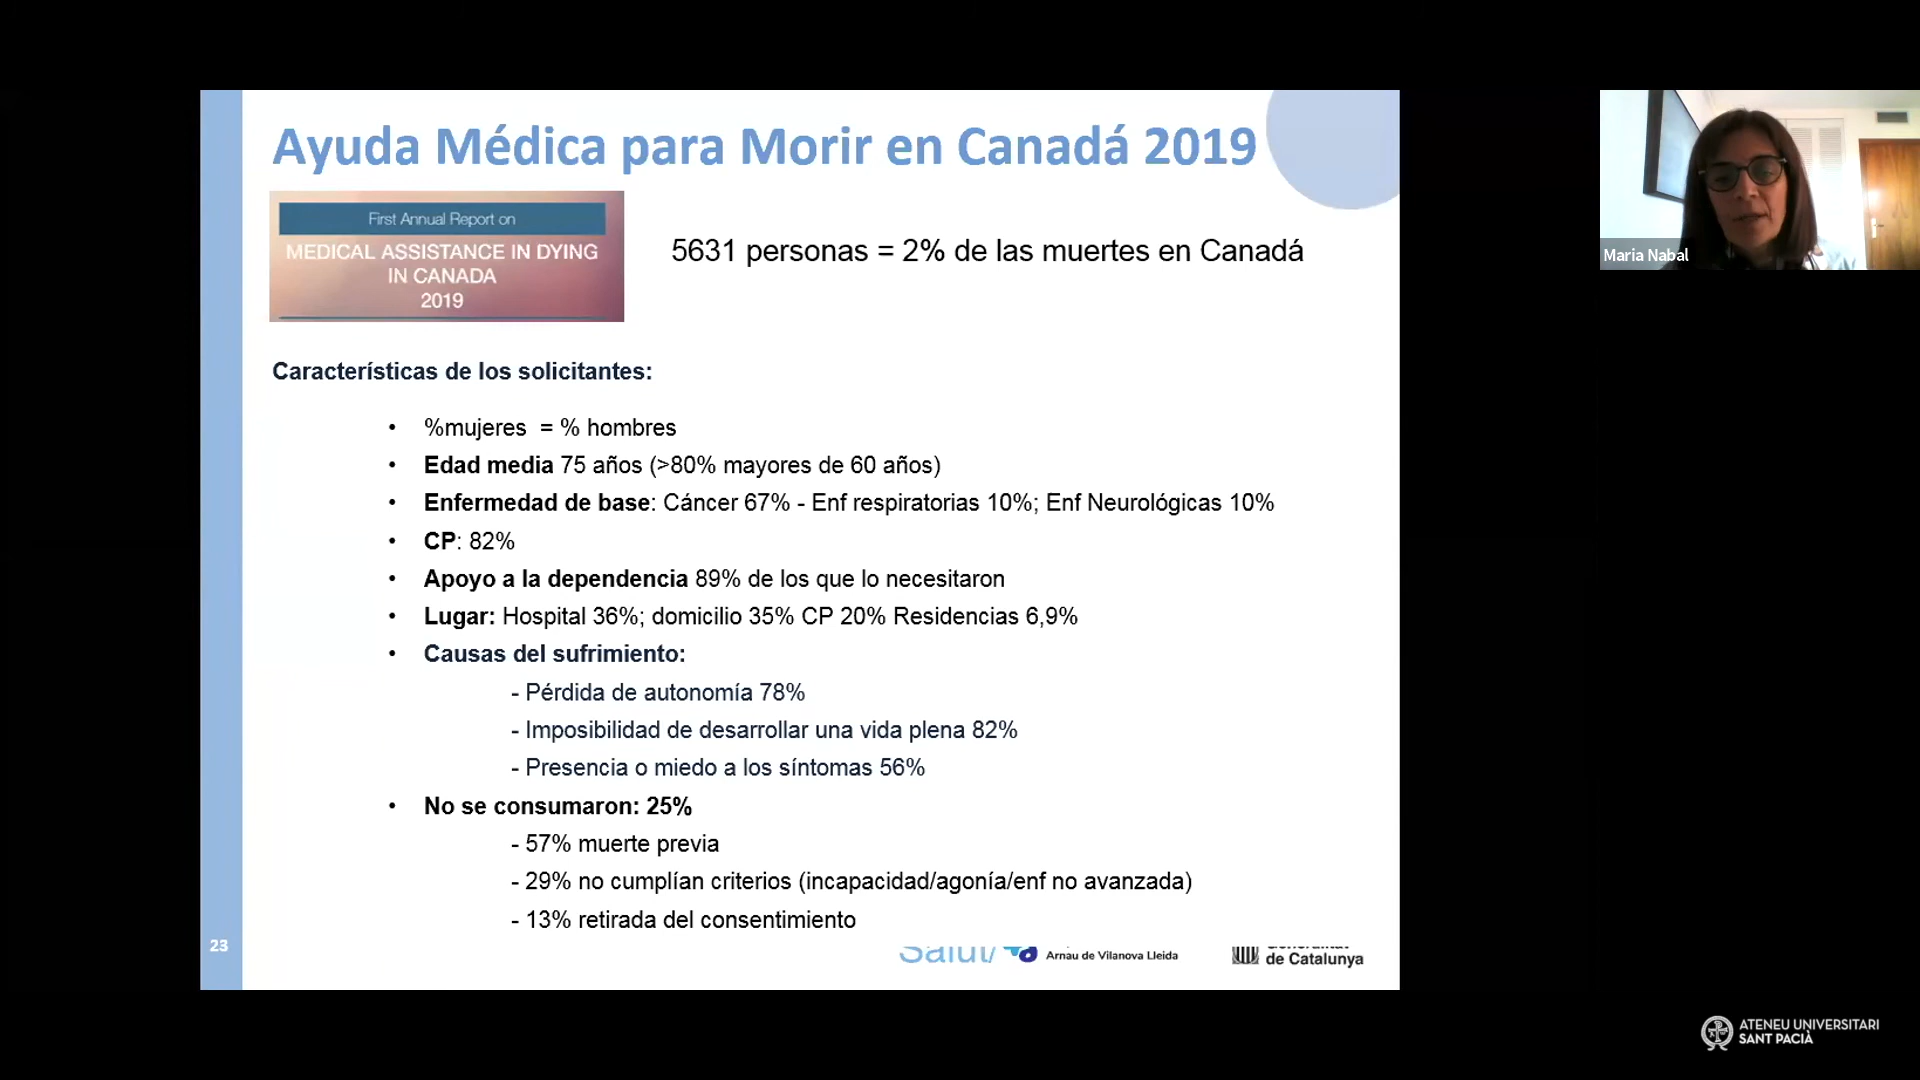 Ayuda Médica para Morir en Canadá 2019
First Annual Report on
MEDICAL ASSISTANCE IN DYING
IN CANADA
2019
5631 personas = 2% de las muertes en Canadá
Maria Nabal
Características de los solicitantes:
• %mujeres = % hombres
• Edad media 75 años (>80% mayores de 60 años)
• Enfermedad de base: Cáncer 67% - Enf respiratorias 10%; Enf Neurológicas 10%
• CP: 82%
• Apoyo a la dependencia 89% de los que lo necesitaron
• Lugar: Hospital 36%; domicilio 35% CP 20% Residencias 6,9%
• Causas del sufrimiento:
- Pérdida de autonomía 78%
- Imposibilidad de desarrollar una vida plena 82%
- Presencia o miedo a los síntomas 56%
• No se consumaron: 25%
- 57% muerte previa
- 29% no cumplían criterios (incapacidad/agonía/enf no avanzada)
- 13% retirada del consentimiento
23
Salut/
Arnau de Vilanova Lleida
Generalitat
de Catalunya
ATENEU UNIVERSITARI
SANT PACIÀ